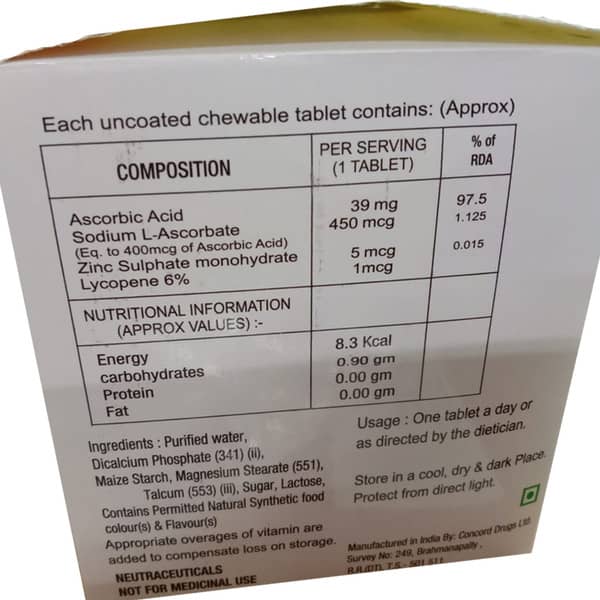 Each uncoated chewable tablet contains: (Approx)
COMPOSITION
PER SERVING
(1 TABLET)
% of
RDA
Ascorbic Acid 39 mg 97.5
Sodium L-Ascorbate 450 mcg 1.125
(Eq. to 400mcg of Ascorbic Acid)
Zinc Sulphate monohydrate 5 mcg 0.015
Lycopene 6% 1mcg
NUTRITIONAL INFORMATION
(APPROX VALUES) :-
Energy 8.3 Kcal
carbohydrates 0.90 gm
Protein 0.00 gm
Fat 0.00 gm
Ingredients : Purified water,
Dicalcium Phosphate (341) (ii),
Maize Starch, Magnesium Stearate (551),
Talcum (553) (iii), Sugar, Lactose,
Contains Permitted Natural Synthetic food
colour(s) & Flavour(s)
Appropriate overages of vitamin are
added to compensate loss on storage.
NEUTRACEUTICALS
NOT FOR MEDICINAL USE
Usage : One tablet a day or
as directed by the dietician.
Store in a cool, dry & dark Place.
Protect from direct light.
Manufactured in India By: Concord Drugs Ltd.
Survey No: 249, Brahmanapally,
R.R.(DT), T.S.- 501 511